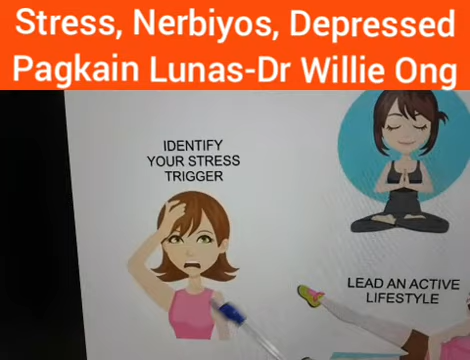 Stress, Nerbiyos, Depressed
Pagkain Lunas-Dr Willie Ong
IDENTIFY
YOUR STRESS
TRIGGER
LEAD AN ACTIVE
LIFESTYLE